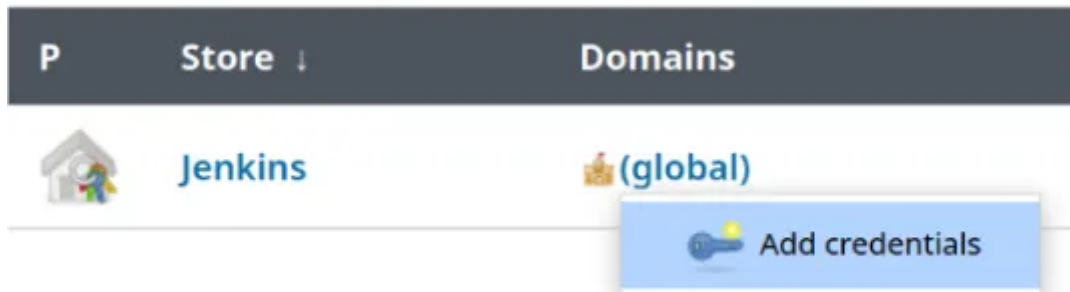 P Store ↓ Domains
Jenkins (global)
Add credentials